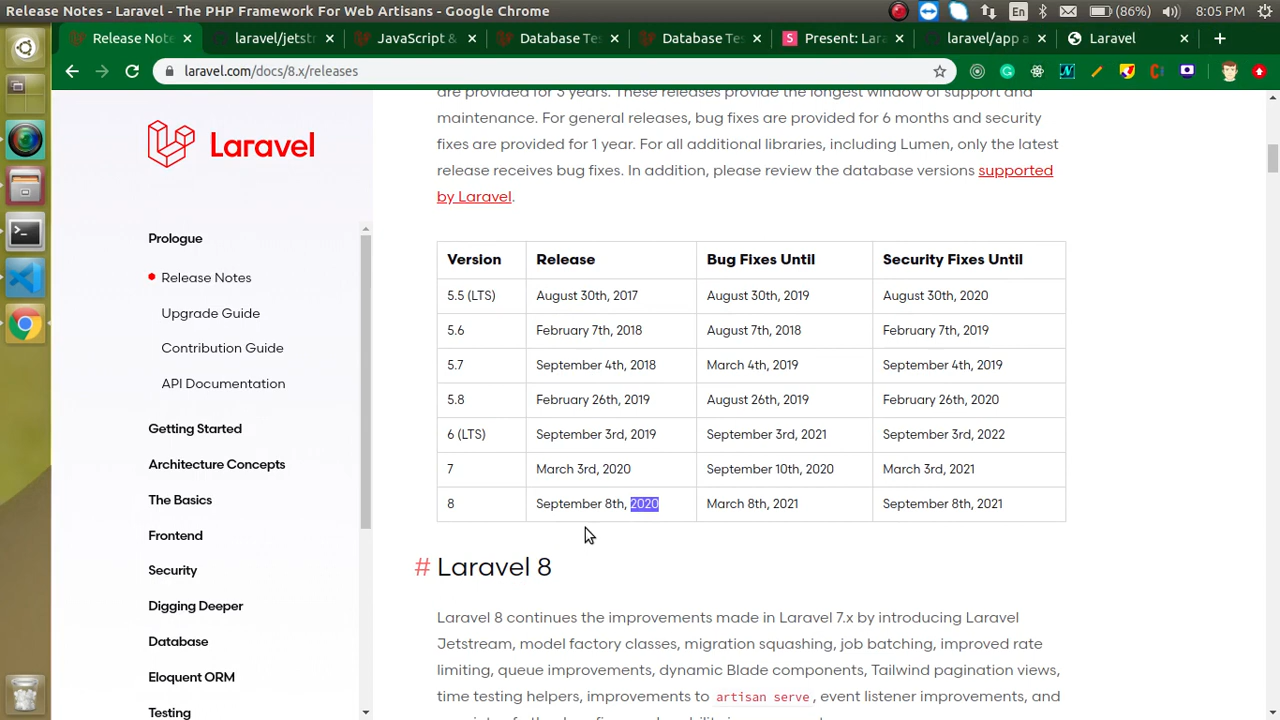 Release Notes - Laravel - The PHP Framework For Web Artisans - Google Chrome
En
(86%)
8:05 PM
Release Note
laravel/jetstr
JavaScript &
Database Te
Database Te
Present: Lara
laravel/app a
Laravel
laravel.com/docs/8.x/releases
Laravel
Prologue
Release Notes
Upgrade Guide
Contribution Guide
API Documentation
Getting Started
Architecture Concepts
The Basics
Frontend
Security
Digging Deeper
Database
Eloquent ORM
Testing
are provided for 3 years. These releases provide the longest window of support and
maintenance. For general releases, bug fixes are provided for 6 months and security
fixes are provided for 1 year. For all additional libraries, including Lumen, only the latest
release receives bug fixes. In addition, please review the database versions supported
by Laravel.
Version Release Bug Fixes Until Security Fixes Until
5.5 (LTS) August 30th, 2017 August 30th, 2019 August 30th, 2020
5.6 February 7th, 2018 August 7th, 2018 February 7th, 2019
5.7 September 4th, 2018 March 4th, 2019 September 4th, 2019
5.8 February 26th, 2019 August 26th, 2019 February 26th, 2020
6 (LTS) September 3rd, 2019 September 3rd, 2021 September 3rd, 2022
7 March 3rd, 2020 September 10th, 2020 March 3rd, 2021
8 September 8th, 2020 March 8th, 2021 September 8th, 2021
# Laravel 8
Laravel 8 continues the improvements made in Laravel 7.x by introducing Laravel
Jetstream, model factory classes, migration squashing, job batching, improved rate
limiting, queue improvements, dynamic Blade components, Tailwind pagination views,
time testing helpers, improvements to artisan serve, event listener improvements, and